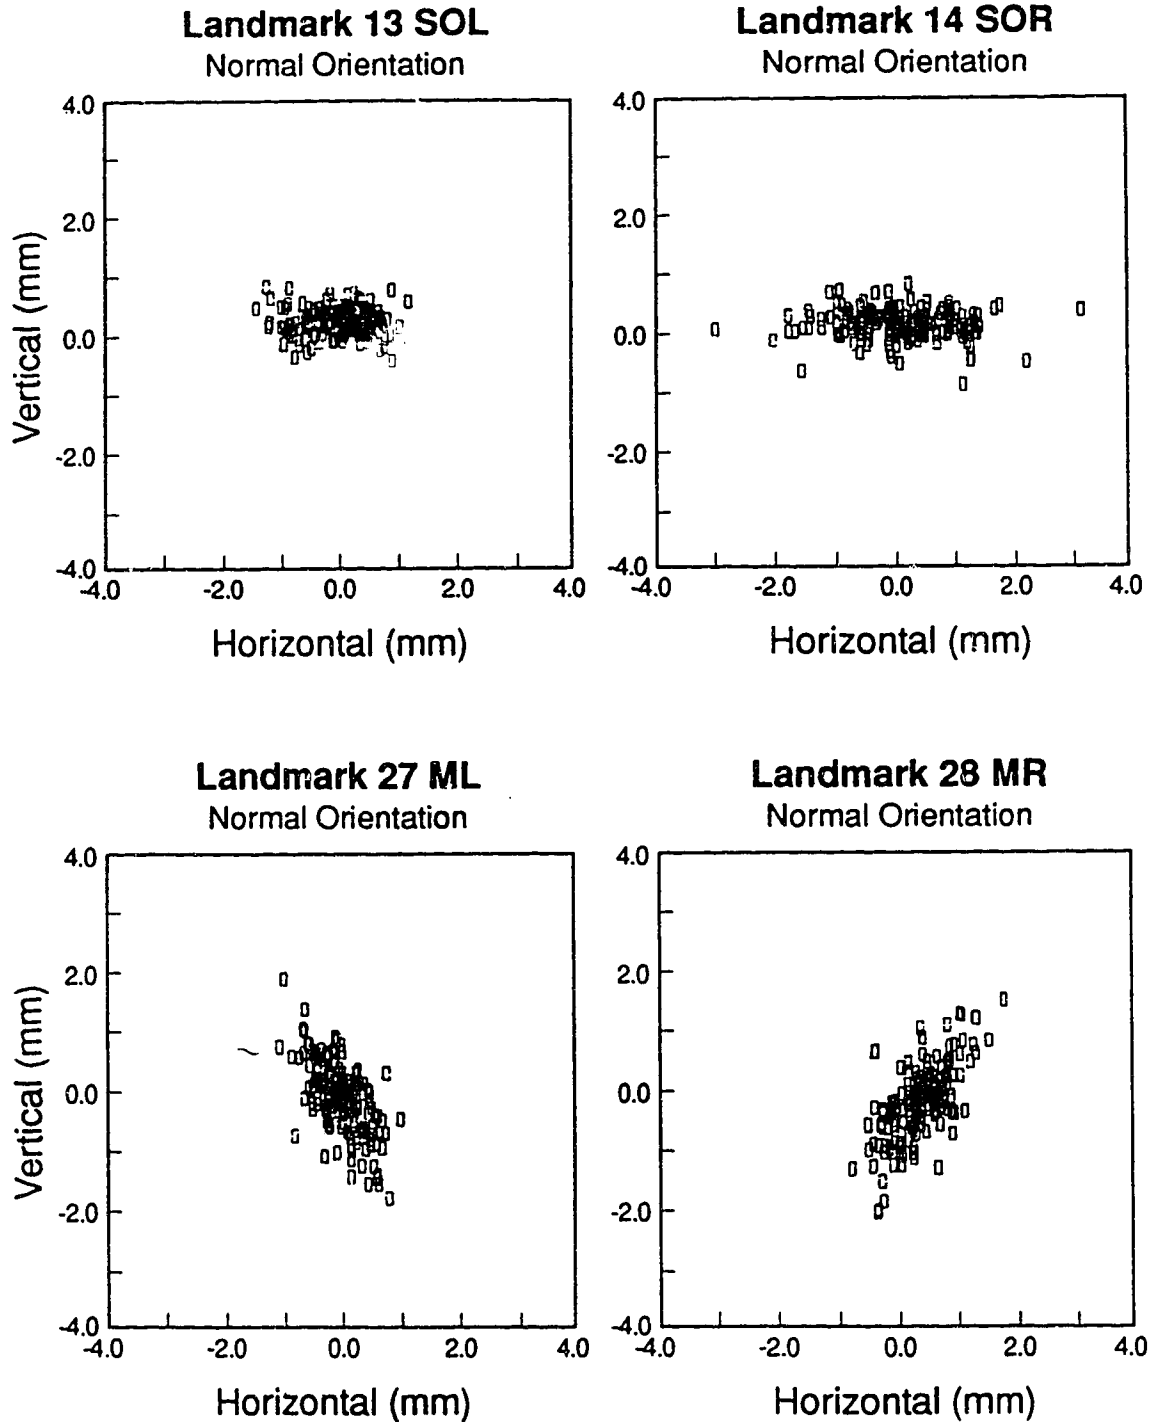 Landmark 13 SOL
Normal Orientation
4.0
2.0
0.0
-2.0
-4.0
Vertical (mm)
-4.0 -2.0 0.0 2.0 4.0
Horizontal (mm)
Landmark 14 SOR
Normal Orientation
4.0
2.0
0.0
-2.0
-4.0
-4.0 -2.0 0.0 2.0 4.0
Horizontal (mm)
Landmark 27 ML
Normal Orientation
4.0
2.0
0.0
-2.0
-4.0
Vertical (mm)
-4.0 -2.0 0.0 2.0 4.0
Horizontal (mm)
Landmark 28 MR
Normal Orientation
4.0
2.0
0.0
-2.0
-4.0
-4.0 -2.0 0.0 2.0 4.0
Horizontal (mm)